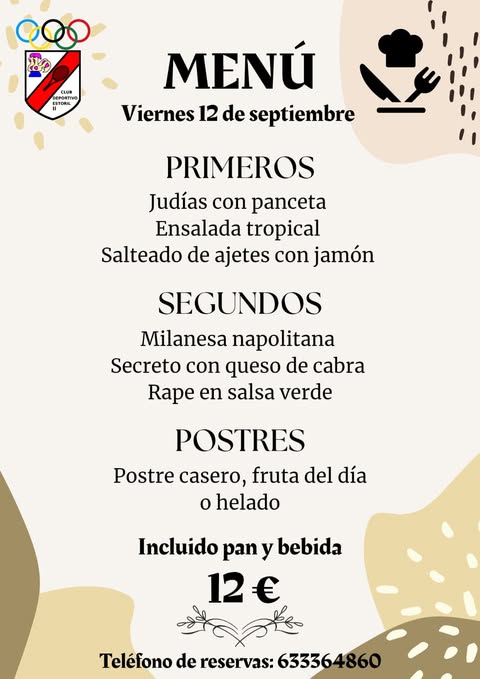 CLUB
DEPORTIVO
ESTORIL
II
MENÚ
Viernes 12 de septiembre
PRIMEROS
Judías con panceta
Ensalada tropical
Salteado de ajetes con jamón
SEGUNDOS
Milanesa napolitana
Secreto con queso de cabra
Rape en salsa verde
POSTRES
Postre casero, fruta del día
o helado
Incluido pan y bebida
12 €
Teléfono de reservas: 633364860